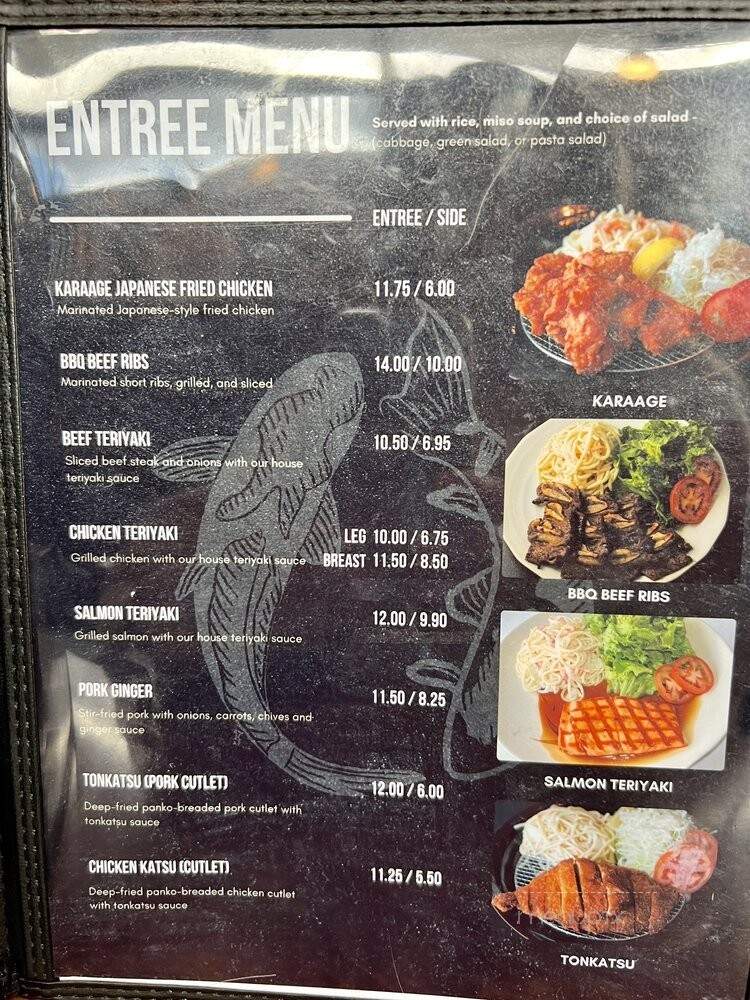 ENTREE MENU
Served with rice, miso soup, and choice of salad -
(cabbage, green salad, or pasta salad)
ENTREE / SIDE
KARAAGE JAPANESE FRIED CHICKEN 11.75 / 6.00
Marinated Japanese-style fried chicken
BBQ BEEF RIBS 14.00 / 10.00
Marinated short ribs, grilled, and sliced
BEEF TERIYAKI 10.50 / 6.95
Sliced beef steak and onions with our house
teriyaki sauce
CHICKEN TERIYAKI LEG 10.00 / 6.75
Grilled chicken with our house teriyaki sauce BREAST 11.50 / 8.50
SALMON TERIYAKI 12.00 / 9.90
Grilled salmon with our house teriyaki sauce
PORK GINGER 11.50 / 8.25
Stir-fried pork with onions, carrots, chives and
ginger sauce
TONKATSU (PORK CUTLET) 12.00 / 6.00
Deep-fried panko-breaded pork cutlet with
tonkatsu sauce
CHICKEN KATSU (CUTLET) 11.25 / 5.50
Deep-fried panko-breaded chicken cutlet
with tonkatsu sauce
KARAAGE
BBQ BEEF RIBS
SALMON TERIYAKI
TONKATSU